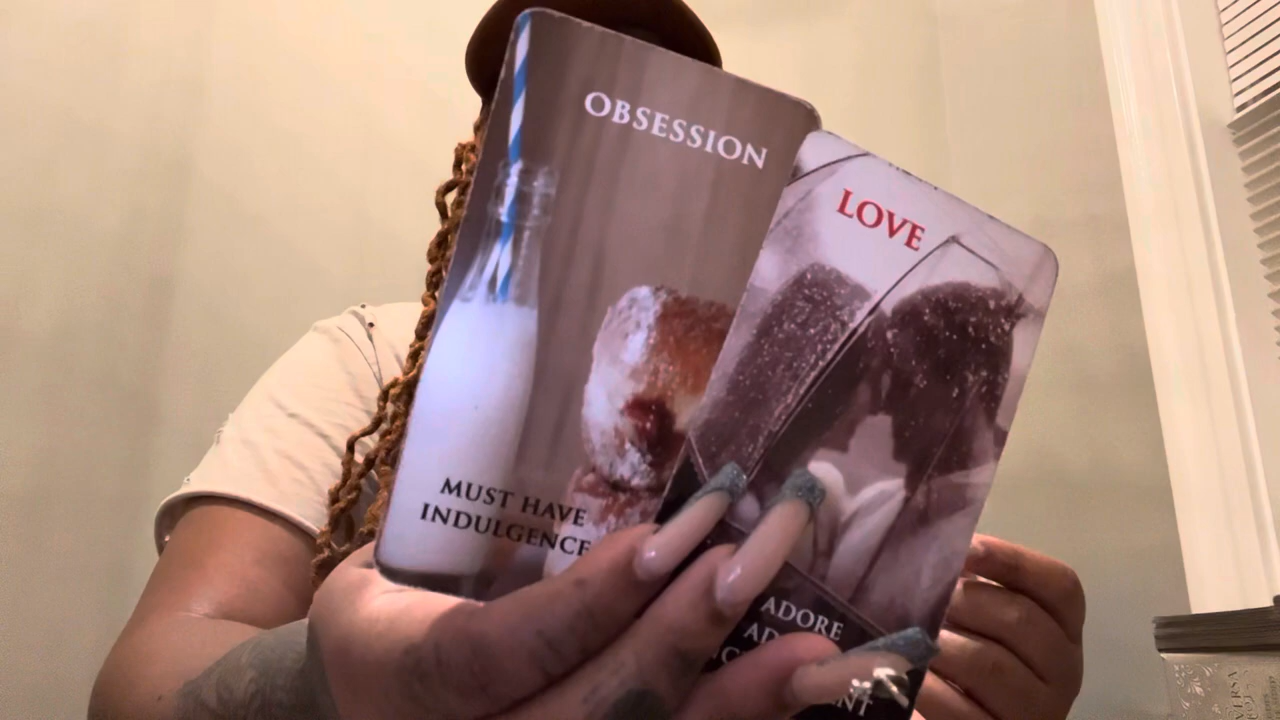 OBSESSION
MUST HAVE
INDULGENCE
LOVE
ADORE